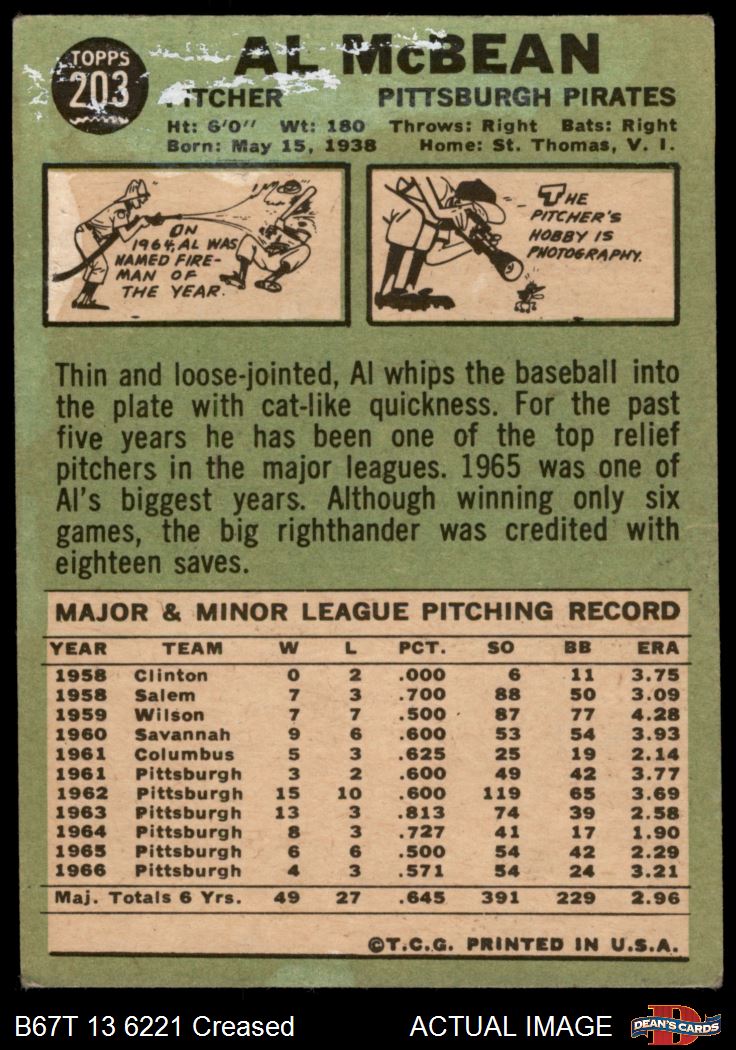 TOPPS
203
AL McBEAN
PITCHER PITTSBURGH PIRATES
Ht: 6'0" Wt: 180 Throws: Right Bats: Right
Born: May 15, 1938 Home: St. Thomas, V. I.
ON
1964, AL WAS
NAMED FIRE-
MAN OF
THE YEAR.
THE
PITCHER'S
HOBBY IS
PHOTOGRAPHY.
Thin and loose-jointed, Al whips the baseball into
the plate with cat-like quickness. For the past
five years he has been one of the top relief
pitchers in the major leagues. 1965 was one of
Al's biggest years. Although winning only six
games, the big righthander was credited with
eighteen saves.
MAJOR & MINOR LEAGUE PITCHING RECORD
YEAR TEAM W L PCT. SO BB ERA
1958 Clinton 0 2 .000 6 11 3.75
1958 Salem 7 3 .700 88 50 3.09
1959 Wilson 7 7 .500 87 77 4.28
1960 Savannah 9 6 .600 53 54 3.93
1961 Columbus 5 3 .625 25 19 2.14
1961 Pittsburgh 3 2 .600 49 42 3.77
1962 Pittsburgh 15 10 .600 119 65 3.69
1963 Pittsburgh 13 3 .813 74 39 2.58
1964 Pittsburgh 8 3 .727 41 17 1.90
1965 Pittsburgh 6 6 .500 54 42 2.29
1966 Pittsburgh 4 3 .571 54 24 3.21
Maj. Totals 6 Yrs. 49 27 .645 391 229 2.96
©T.C.G. PRINTED IN U.S.A.
B67T 13 6221 Creased ACTUAL IMAGE
DEAN'S CARDS